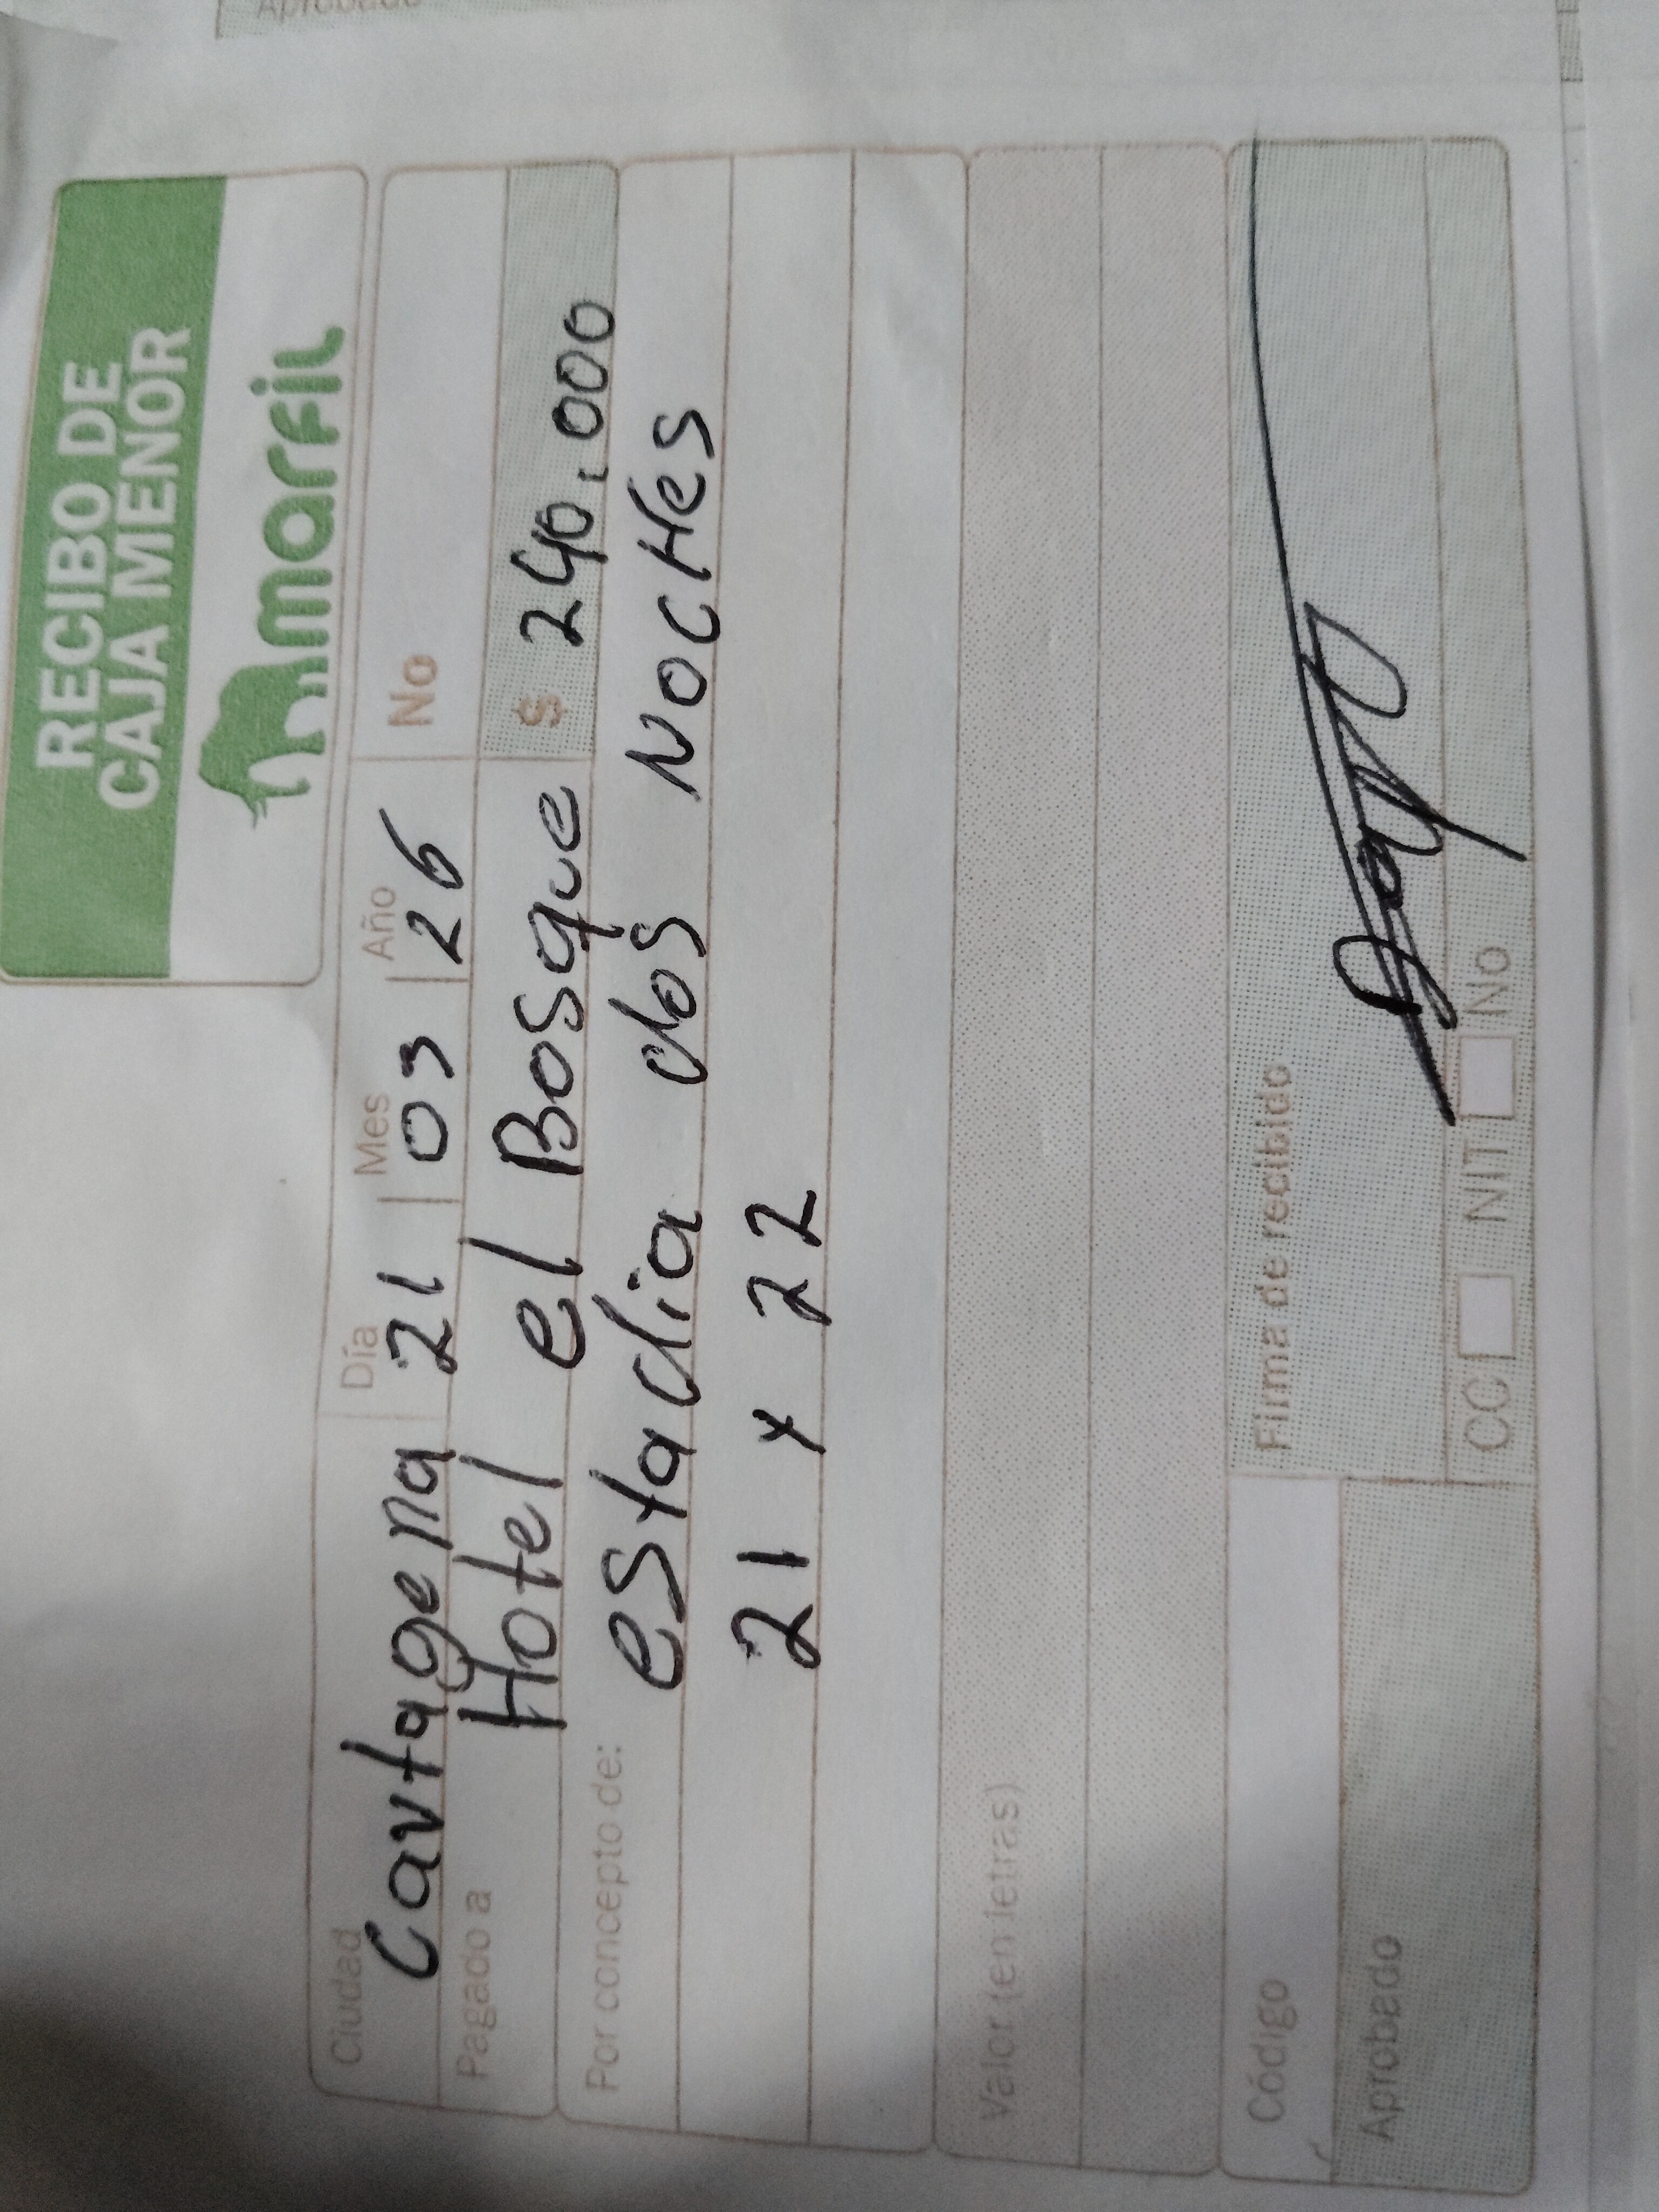 Aprobado
RECIBO DE
CAJA MENOR
marfil
Ciudad Día Mes Año No
Cartagena 21 03 26
Pagado a Hotel el Bosque $ 240.000
Por concepto de: estadia dos NOCHes
21 y 22
Valor (en letras)
Código
Firma de recibido
Aprobado
CC NIT No